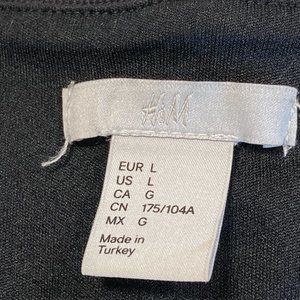 H&M
EUR L
US L
CA G
CN 175/104A
MX G
Made in
Turkey